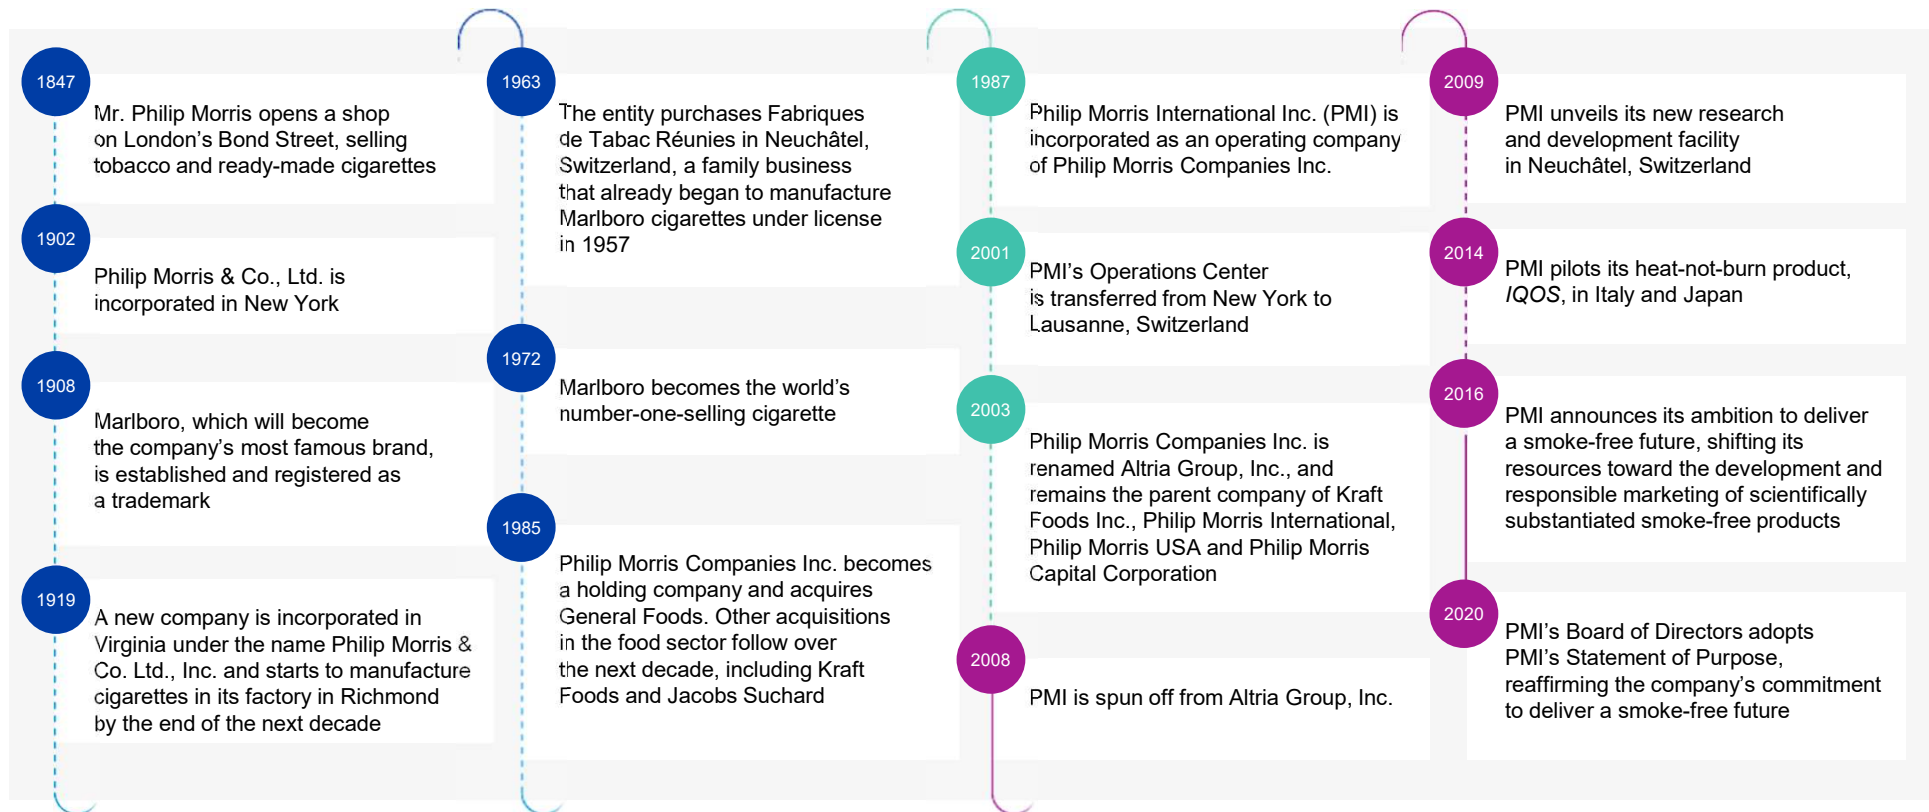 1847
Mr. Philip Morris opens a shop
on London’s Bond Street, selling
tobacco and ready-made cigarettes
1902
Philip Morris & Co., Ltd. is
incorporated in New York
1908
Marlboro, which will become
the company’s most famous brand,
is established and registered as
a trademark
1919
A new company is incorporated in
Virginia under the name Philip Morris &
Co. Ltd., Inc. and starts to manufacture
cigarettes in its factory in Richmond
by the end of the next decade
1963
The entity purchases Fabriques
de Tabac Réunies in Neuchâtel,
Switzerland, a family business
that already began to manufacture
Marlboro cigarettes under license
in 1957
1972
Marlboro becomes the world’s
number-one-selling cigarette
1985
Philip Morris Companies Inc. becomes
a holding company and acquires
General Foods. Other acquisitions
in the food sector follow over
the next decade, including Kraft
Foods and Jacobs Suchard
1987
Philip Morris International Inc. (PMI) is
incorporated as an operating company
of Philip Morris Companies Inc.
2001
PMI’s Operations Center
is transferred from New York to
Lausanne, Switzerland
2003
Philip Morris Companies Inc. is
renamed Altria Group, Inc., and
remains the parent company of Kraft
Foods Inc., Philip Morris International,
Philip Morris USA and Philip Morris
Capital Corporation
2008
PMI is spun off from Altria Group, Inc.
2009
PMI unveils its new research
and development facility
in Neuchâtel, Switzerland
2014
PMI pilots its heat-not-burn product,
IQOS, in Italy and Japan
2016
PMI announces its ambition to deliver
a smoke-free future, shifting its
resources toward the development and
responsible marketing of scientifically
substantiated smoke-free products
2020
PMI’s Board of Directors adopts
PMI’s Statement of Purpose,
reaffirming the company’s commitment
to deliver a smoke-free future